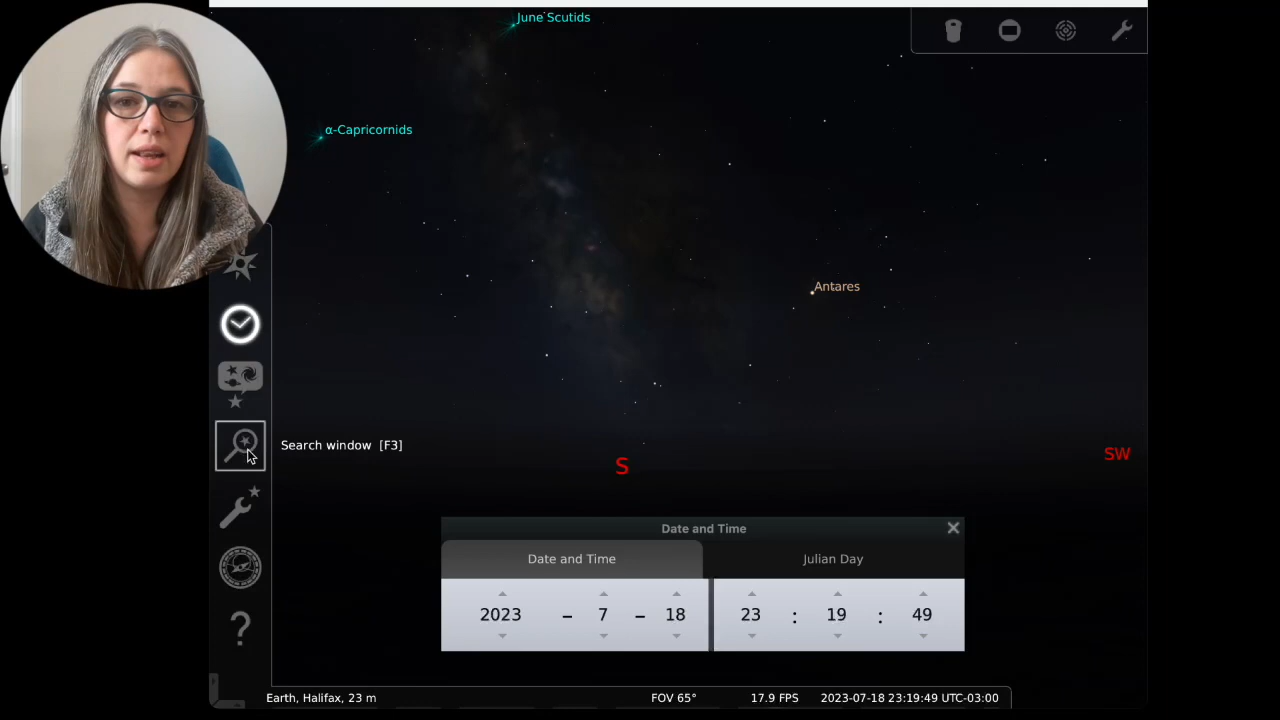 June Scutids
α-Capricornids
Antares
Search window [F3]
S
SW
Date and Time
Date and Time
Julian Day
2023 – 7 – 18
23 : 19 : 49
Earth, Halifax, 23 m
FOV 65°
17.9 FPS
2023-07-18 23:19:49 UTC-03:00